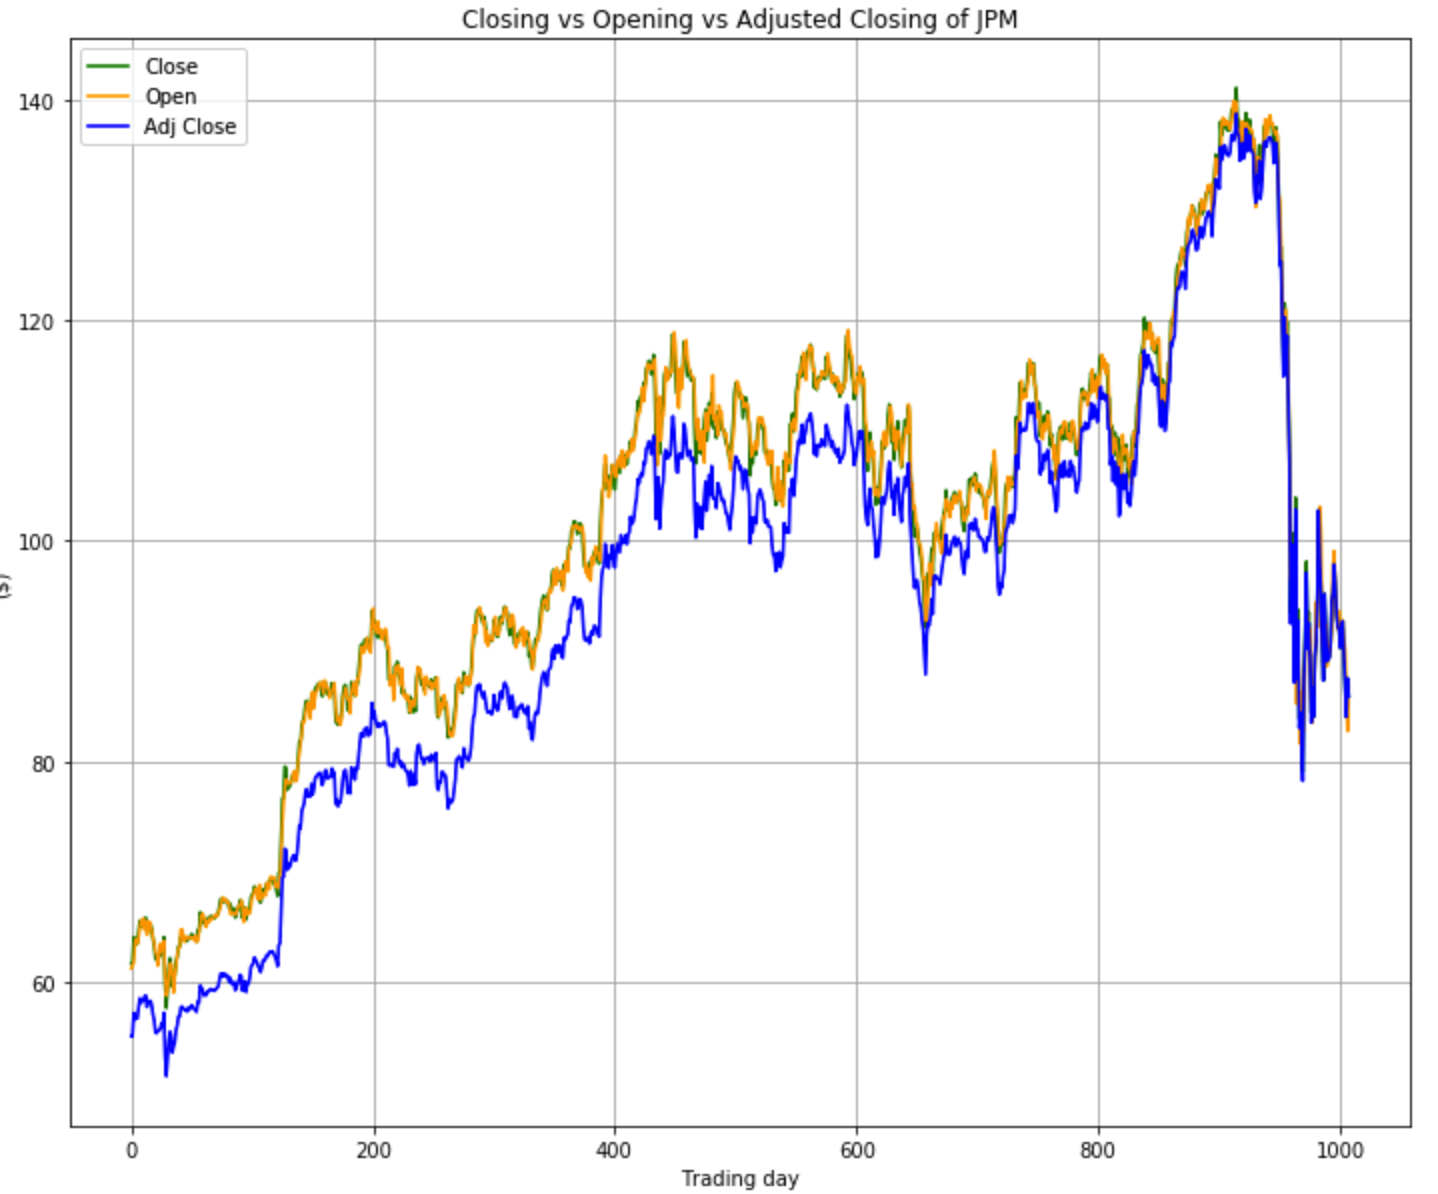 Closing vs Opening vs Adjusted Closing of JPM
Close
Open
Adj Close
140
120
100
80
60
($)
0 200 400 600 800 1000
Trading day